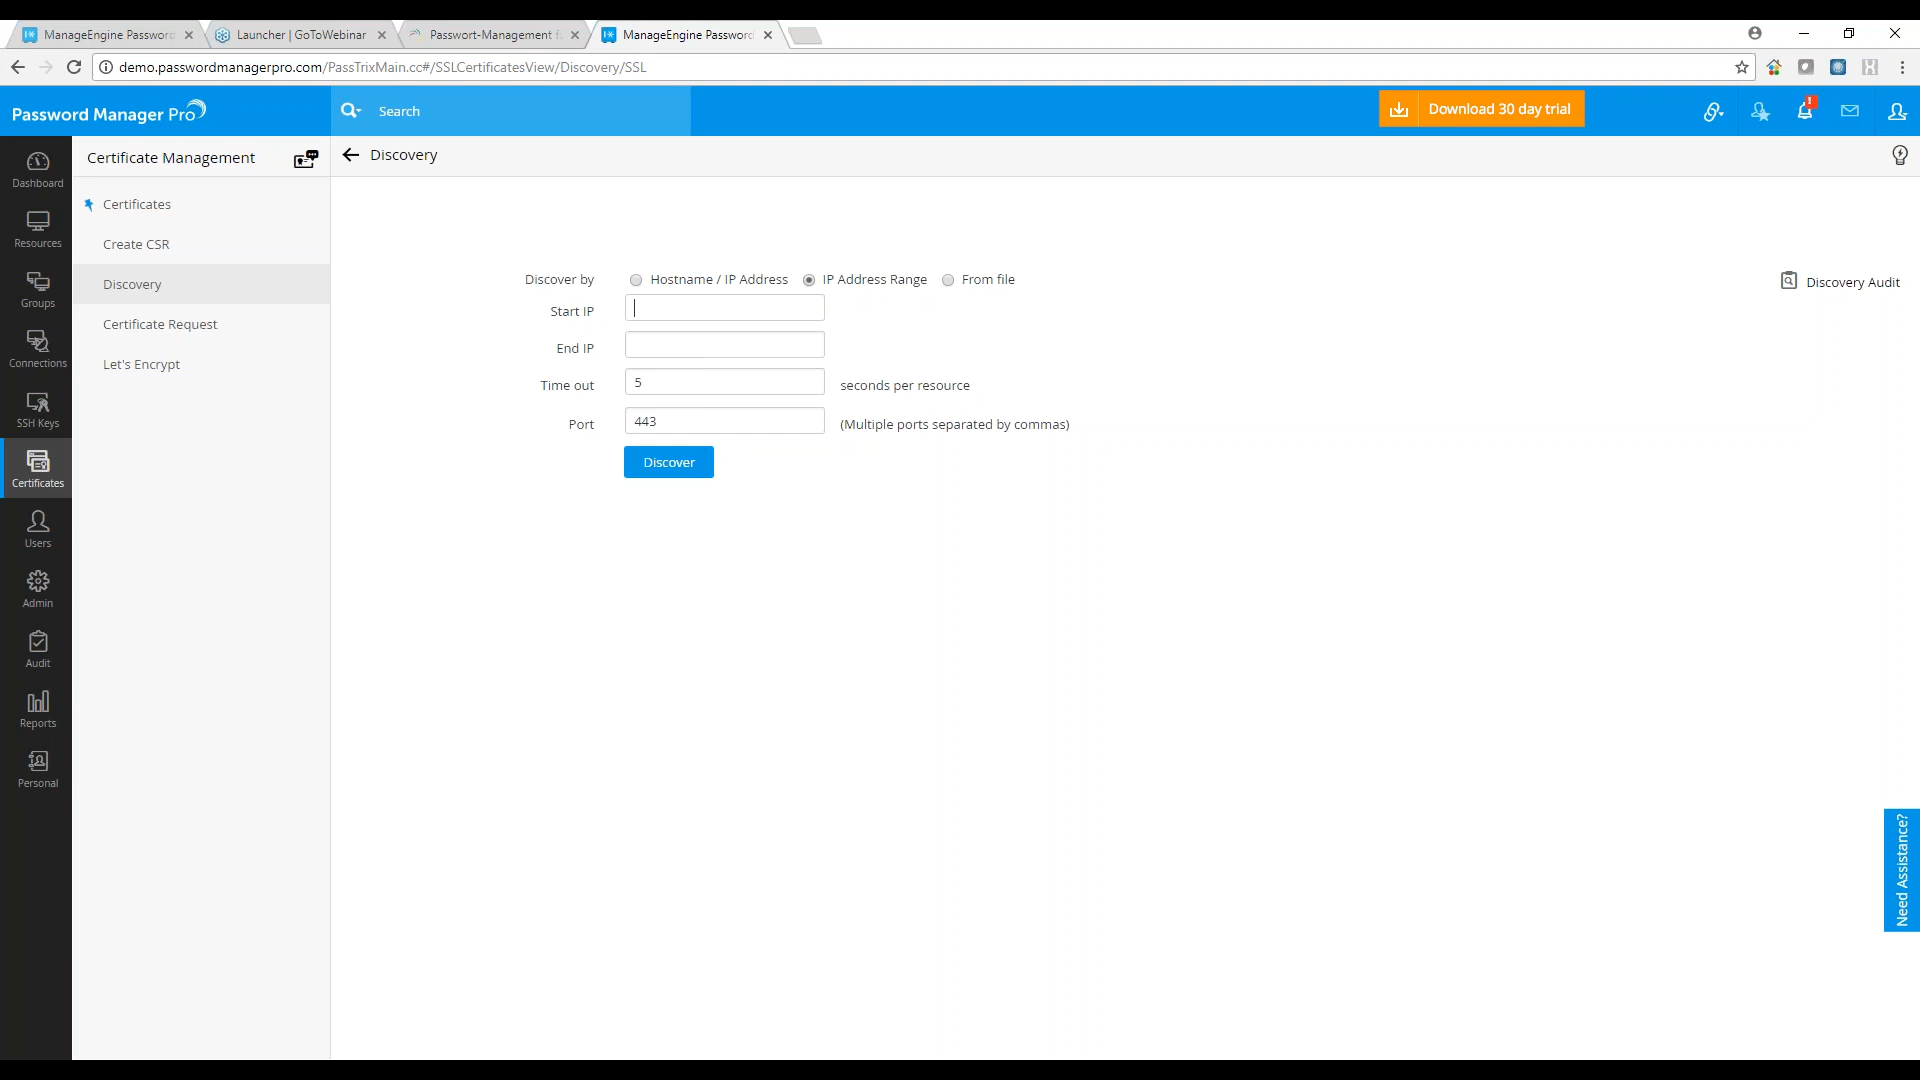 ManageEngine Password
Launcher | GoToWebinar
Passwort-Management f
ManageEngine Password
demo.passwordmanagerpro.com/PassTrixMain.cc#/SSLCertificatesView/Discovery/SSL
Password Manager Pro
Search
Download 30 day trial
1
Dashboard
Resources
Groups
Connections
SSH Keys
Certificates
Users
Admin
Audit
Reports
Personal
Certificate Management
Certificates
Create CSR
Discovery
Certificate Request
Let's Encrypt
Discovery
Discover by
Hostname / IP Address
IP Address Range
From file
Discovery Audit
Start IP
End IP
Time out
5
seconds per resource
Port
443
(Multiple ports separated by commas)
Discover
Need Assistance?